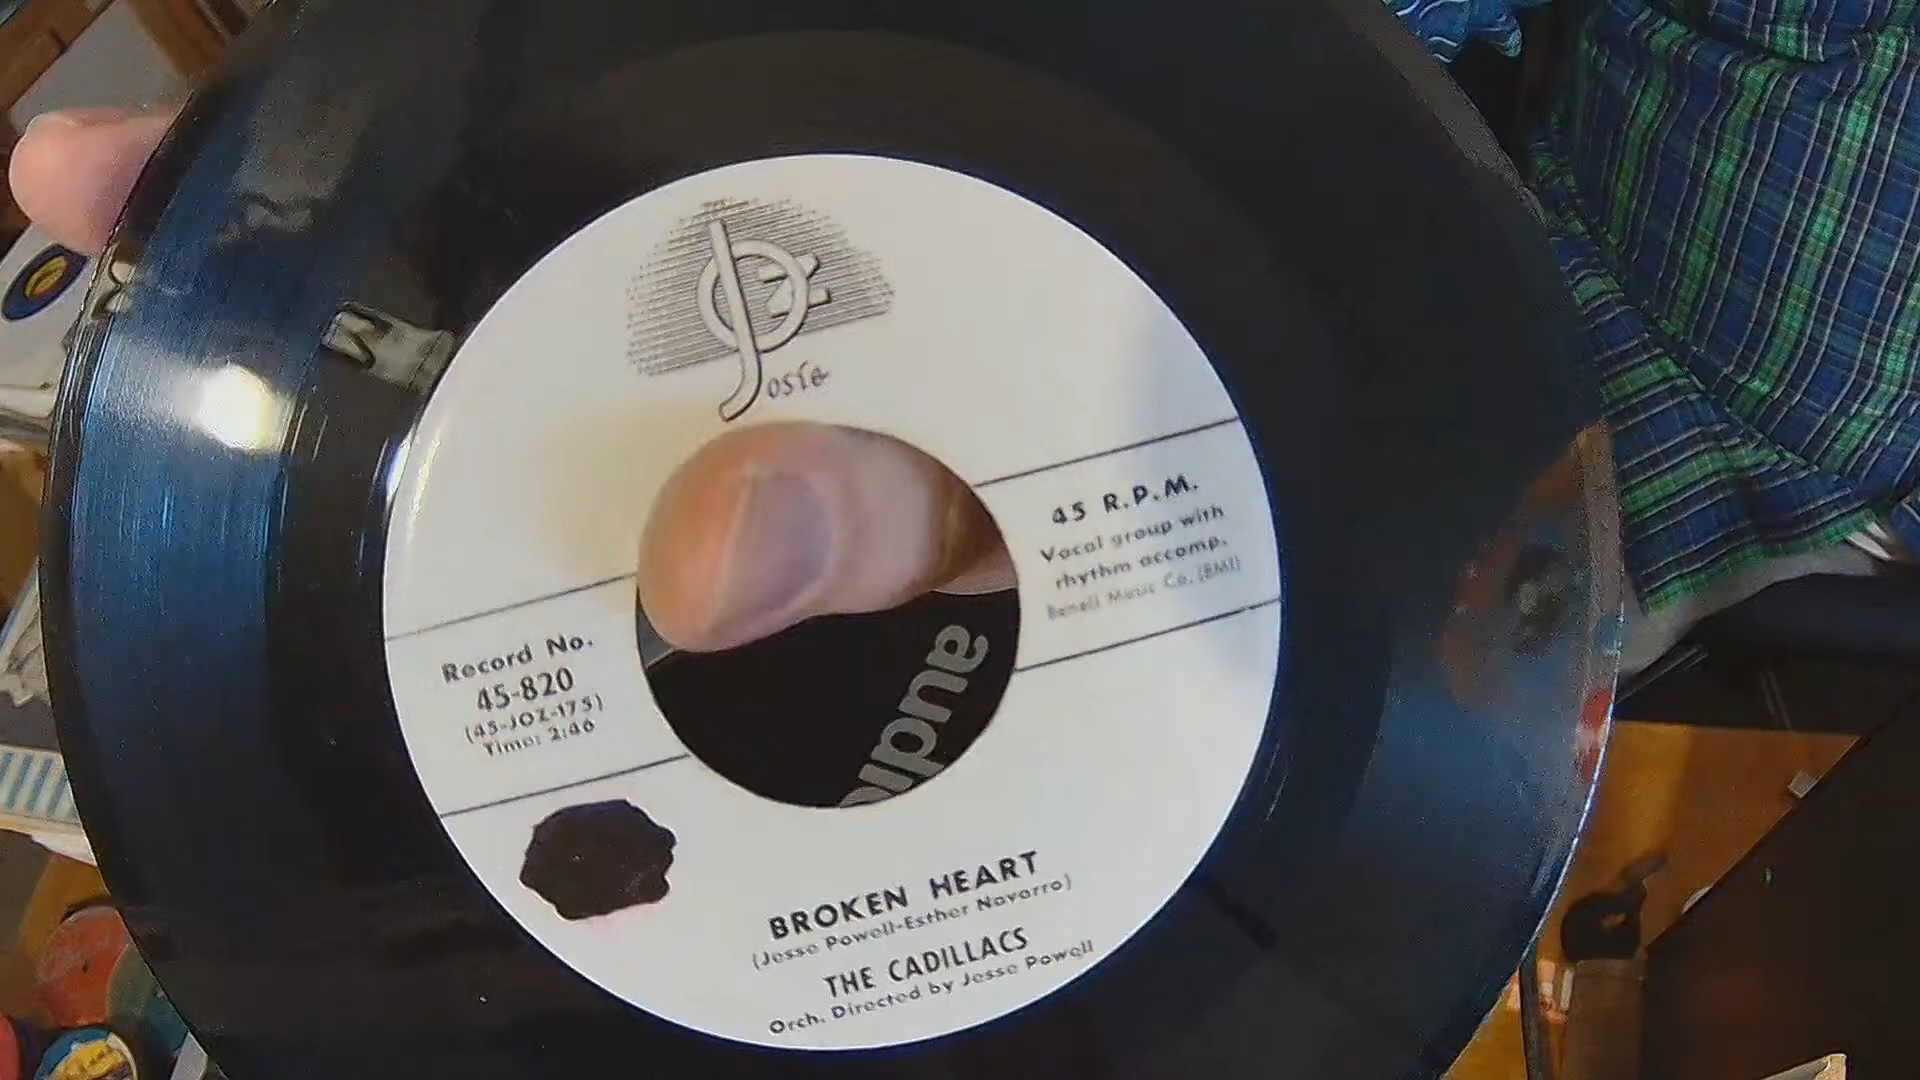 JOZ
Josie
45 R.P.M.
Vocal group with
rhythm accomp.
Benell Music Co. (BMI)
Record No.
45-820
(45-JOZ-175)
Time: 2:46
BROKEN HEART
(Jesse Powell-Esther Navarro)
THE CADILLACS
Orch. Directed by Jesse Powell